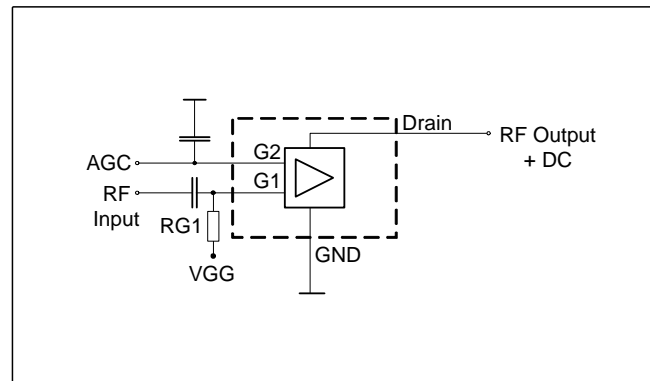 Drain
RF Output
+ DC
G2
AGC
G1
RF
Input
RG1
GND
VGG